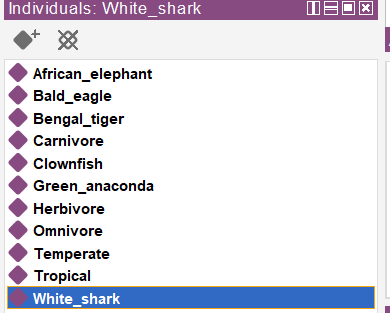 Individuals: White_shark
African_elephant
Bald_eagle
Bengal_tiger
Carnivore
Clownfish
Green_anaconda
Herbivore
Omnivore
Temperate
Tropical
White_shark